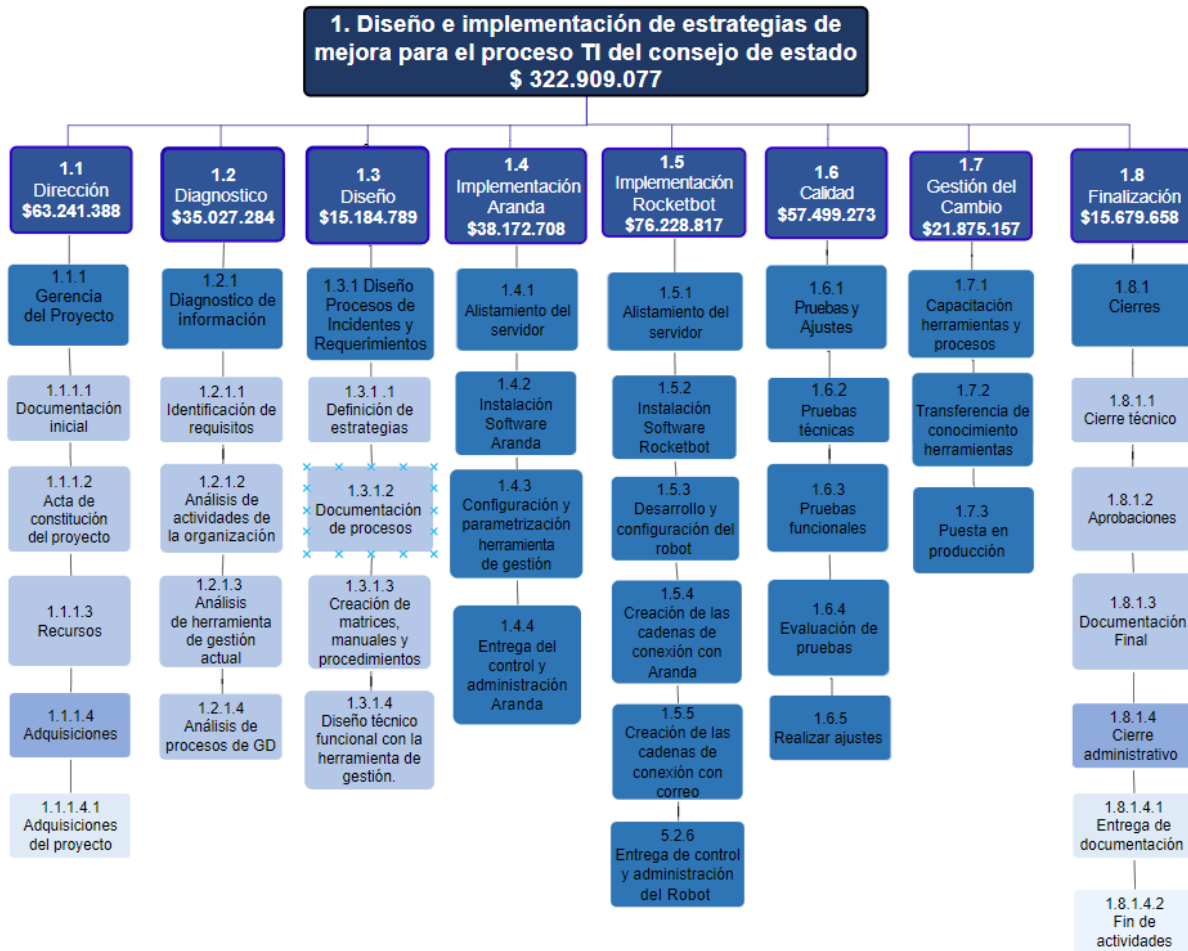 1. Diseño e implementación de estrategias de
mejora para el proceso TI del consejo de estado
$ 322.909.077
1.1
Dirección
$63.241.388
1.1.1
Gerencia
del Proyecto
1.1.1.1
Documentación
inicial
1.1.1.2
Acta de
constitución
del proyecto
1.1.1.3
Recursos
1.1.1.4
Adquisiciones
1.1.1.4.1
Adquisiciones
del proyecto
1.2
Diagnostico
$35.027.284
1.2.1
Diagnostico de
información
1.2.1.1
Identificación de
requisitos
1.2.1.2
Análisis de
actividades de
la organización
1.2.1.3
Análisis
de herramienta
de gestión
actual
1.2.1.4
Análisis de
procesos de GD
1.3
Diseño
$15.184.789
1.3.1 Diseño
Procesos de
Incidentes y
Requerimientos
1.3.1 .1
Definición de
estrategias
1.3.1.2
Documentación
de procesos
1.3.1.3
Creación de
matrices,
manuales y
procedimientos
1.3.1.4
Diseño técnico
funcional con la
herramienta de
gestión.
1.4
Implementación
Aranda
$38.172.708
1.4.1
Alistamiento del
servidor
1.4.2
Instalación
Software
Aranda
1.4.3
Configuración y
parametrización
herramienta
de gestión
1.4.4
Entrega del
control y
administración
Aranda
1.5
Implementación
Rocketbot
$76.228.817
1.5.1
Alistamiento del
servidor
1.5.2
Instalación
Software
Rocketbot
1.5.3
Desarrollo y
configuración del
robot
1.5.4
Creación de las
cadenas de
conexión con
Aranda
1.5.5
Creación de las
cadenas de
conexión con
correo
5.2.6
Entrega de control
y administración
del Robot
1.6
Calidad
$57.499.273
1.6.1
Pruebas y
Ajustes
1.6.2
Pruebas
técnicas
1.6.3
Pruebas
funcionales
1.6.4
Evaluación de
pruebas
1.6.5
Realizar ajustes
1.7
Gestión del
Cambio
$21.875.157
1.7.1
Capacitación
herramientas y
procesos
1.7.2
Transferencia de
conocimiento
herramientas
1.7.3
Puesta en
producción
1.8
Finalización
$15.679.658
1.8.1
Cierres
1.8.1.1
Cierre técnico
1.8.1.2
Aprobaciones
1.8.1.3
Documentación
Final
1.8.1.4
Cierre
administrativo
1.8.1.4.1
Entrega de
documentación
1.8.1.4.2
Fin de
actividades